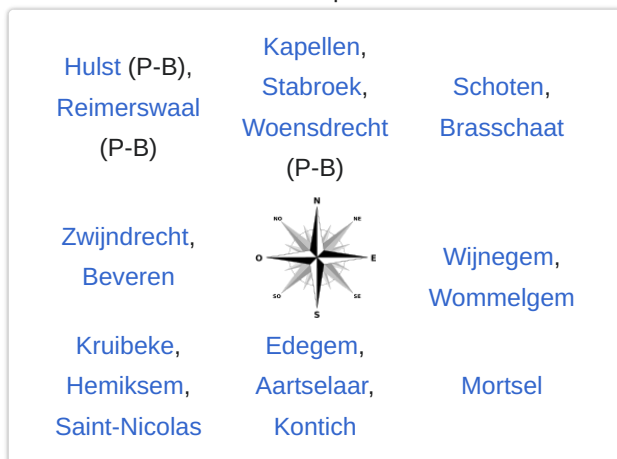 Hulst (P-B),
Reimerswaal
(P-B)
Kapellen,
Stabroek,
Woensdrecht
(P-B)
Schoten,
Brasschaat
Zwijndrecht,
Beveren
N
NO
NE
O
E
SO
SE
S
Wijnegem,
Wommelgem
Kruibeke,
Hemiksem,
Saint-Nicolas
Edegem,
Aartselaar,
Kontich
Mortsel